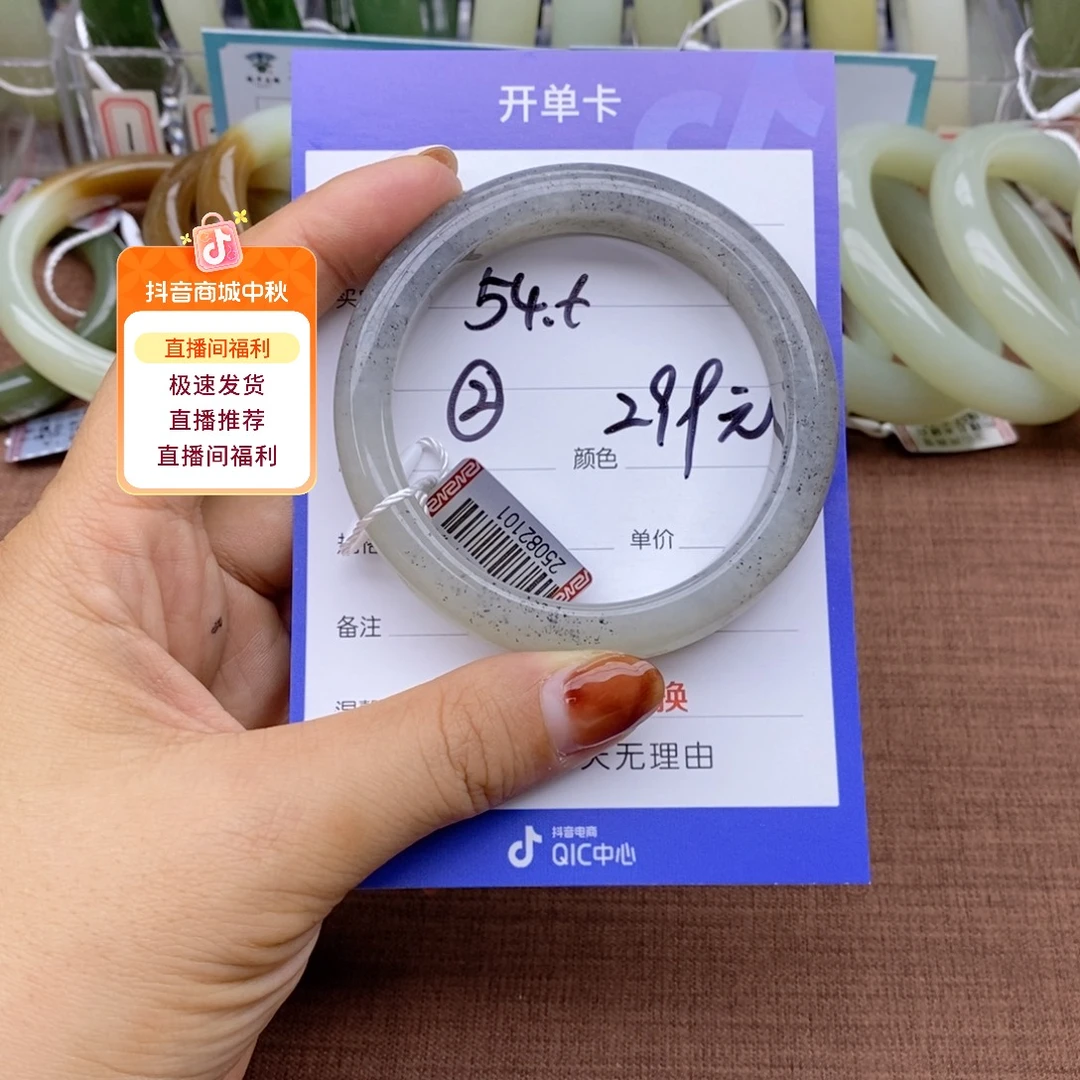 开单卡
54.t
② 299元
颜色
单价
备注
换
天无理由
抖音电商
QIC中心
25082101
抖音商城中秋
直播间福利
极速发货
直播推荐
直播间福利